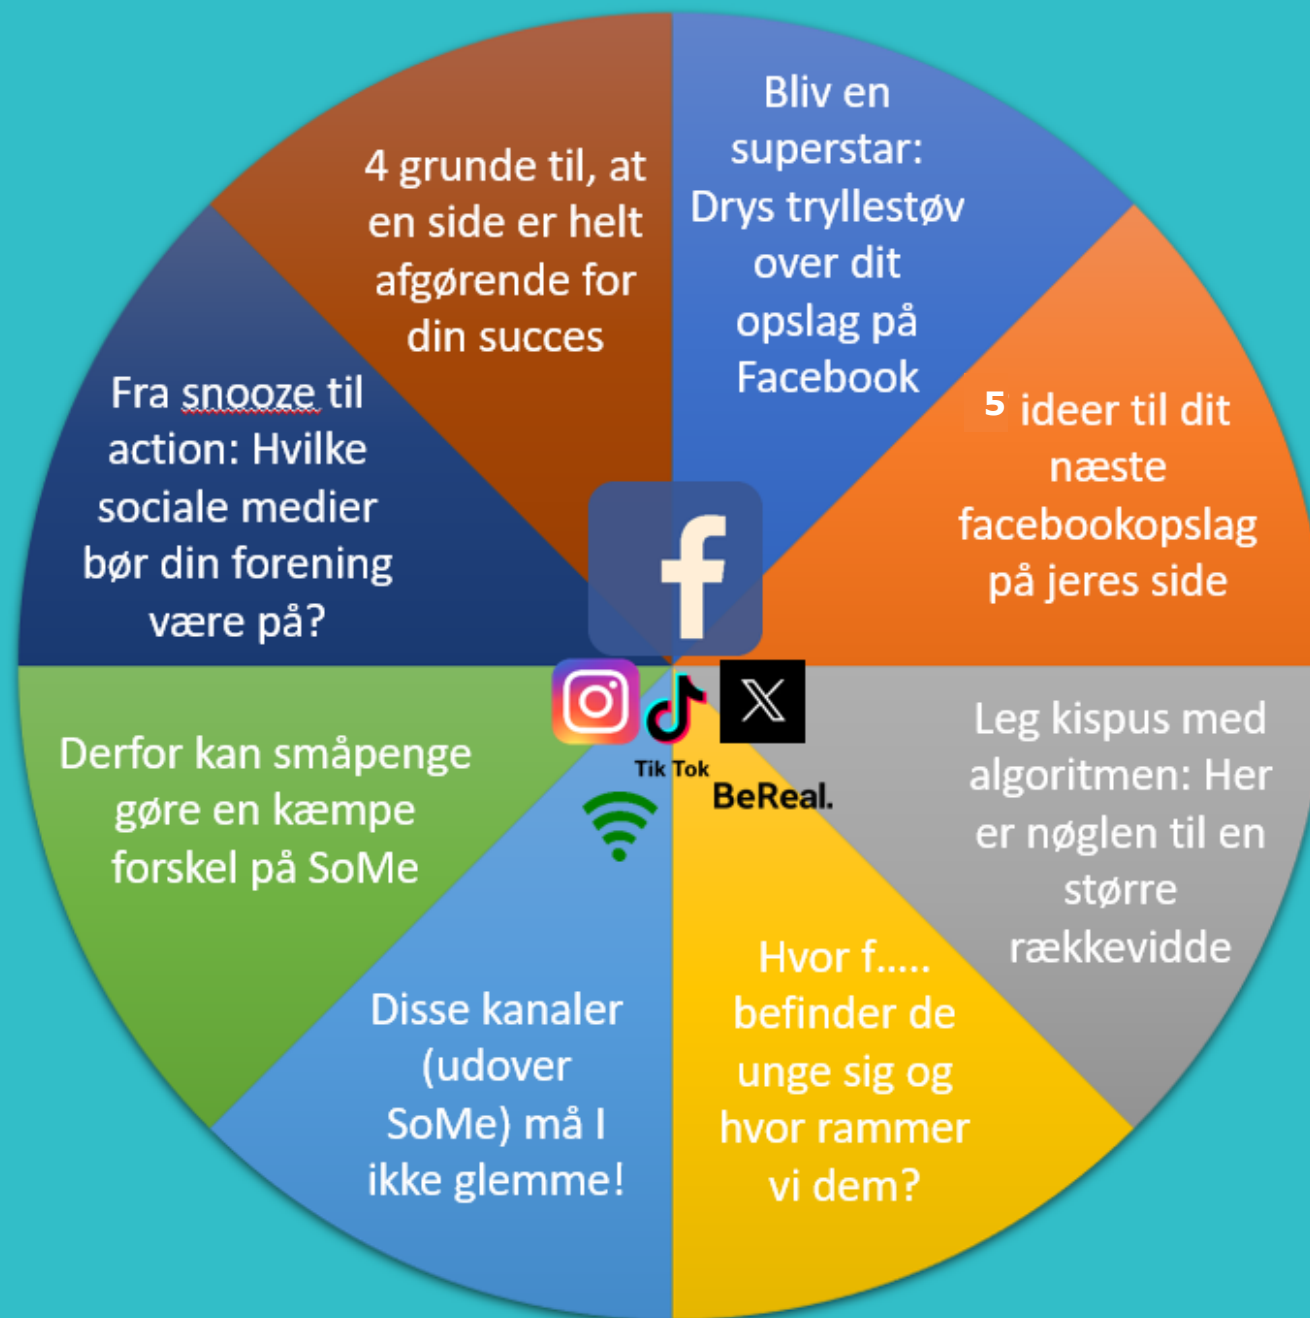 Bliv en
superstar:
Drys tryllestøv
over dit
opslag på
Facebook
5 ideer til dit
næste
facebookopslag
på jeres side
Leg kispus med
algoritmen: Her
er nøglen til en
større
rækkevidde
Hvor f.....
befinder de
unge sig og
hvor rammer
vi dem?
Disse kanaler
(udover
SoMe) må I
ikke glemme!
Derfor kan småpenge
gøre en kæmpe
forskel på SoMe
Fra snooze til
action: Hvilke
sociale medier
bør din forening
være på?
4 grunde til, at
en side er helt
afgørende for
din succes
Tik Tok
BeReal.